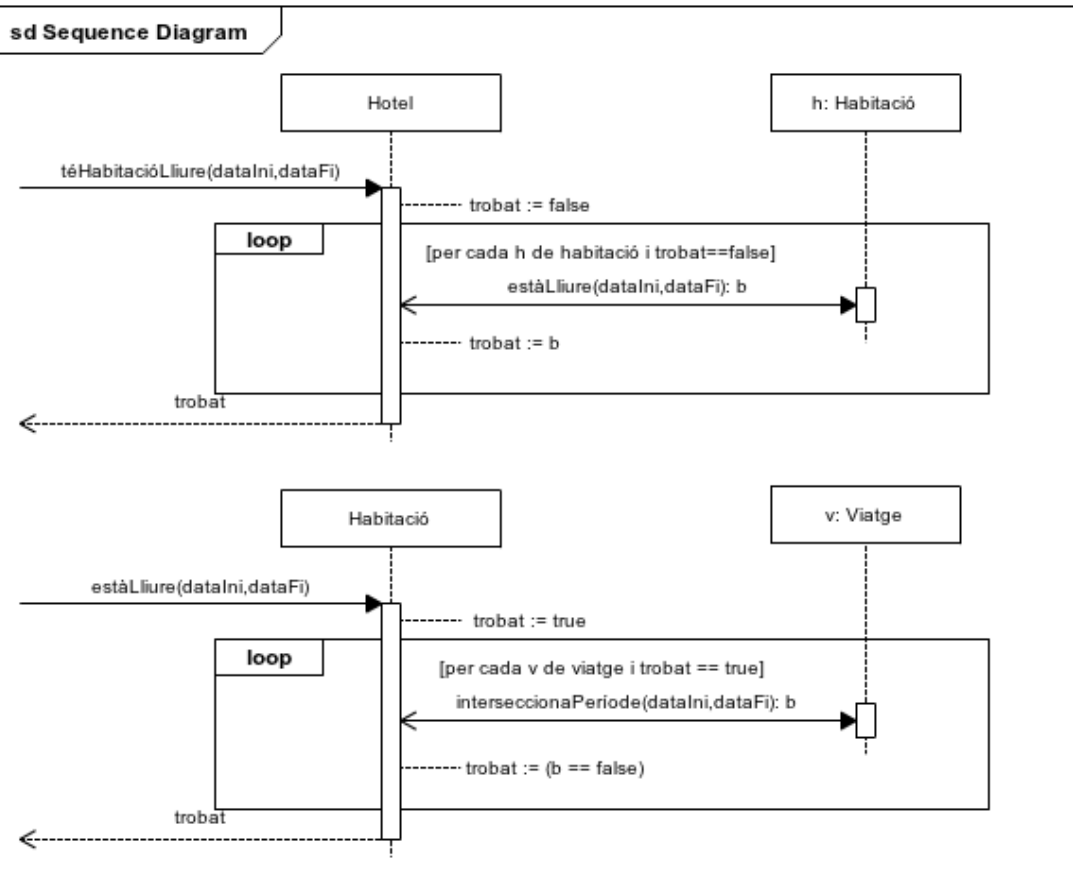 sd Sequence Diagram
Hotel
h: Habitació
téHabitacióLliure(dataIni,dataFi)
trobat := false
loop
[per cada h de habitació i trobat==false]
estàLliure(dataIni,dataFi): b
trobat := b
trobat
Habitació
v: Viatge
estàLliure(dataIni,dataFi)
trobat := true
loop
[per cada v de viatge i trobat == true]
interseccionaPeríode(dataIni,dataFi): b
trobat := (b == false)
trobat